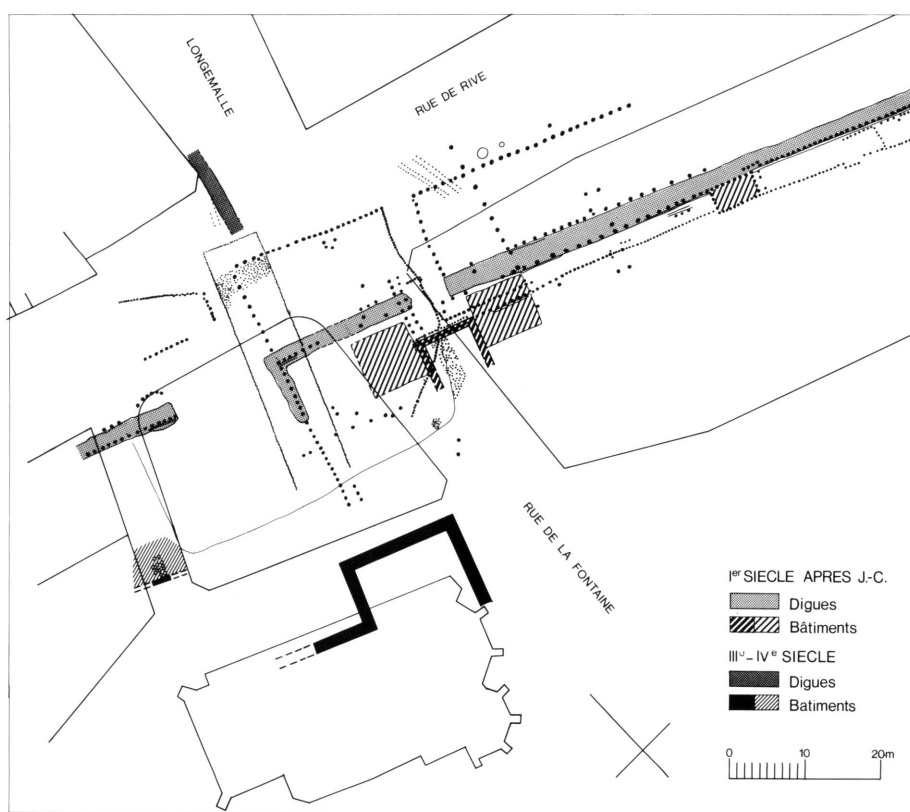 LONGEMALLE
RUE DE RIVE
RUE DE LA FONTAINE
Ier SIECLE APRES J.-C.
Digues
Bâtiments
IIIe-IVe SIECLE
Digues
Batiments
0 10 20m